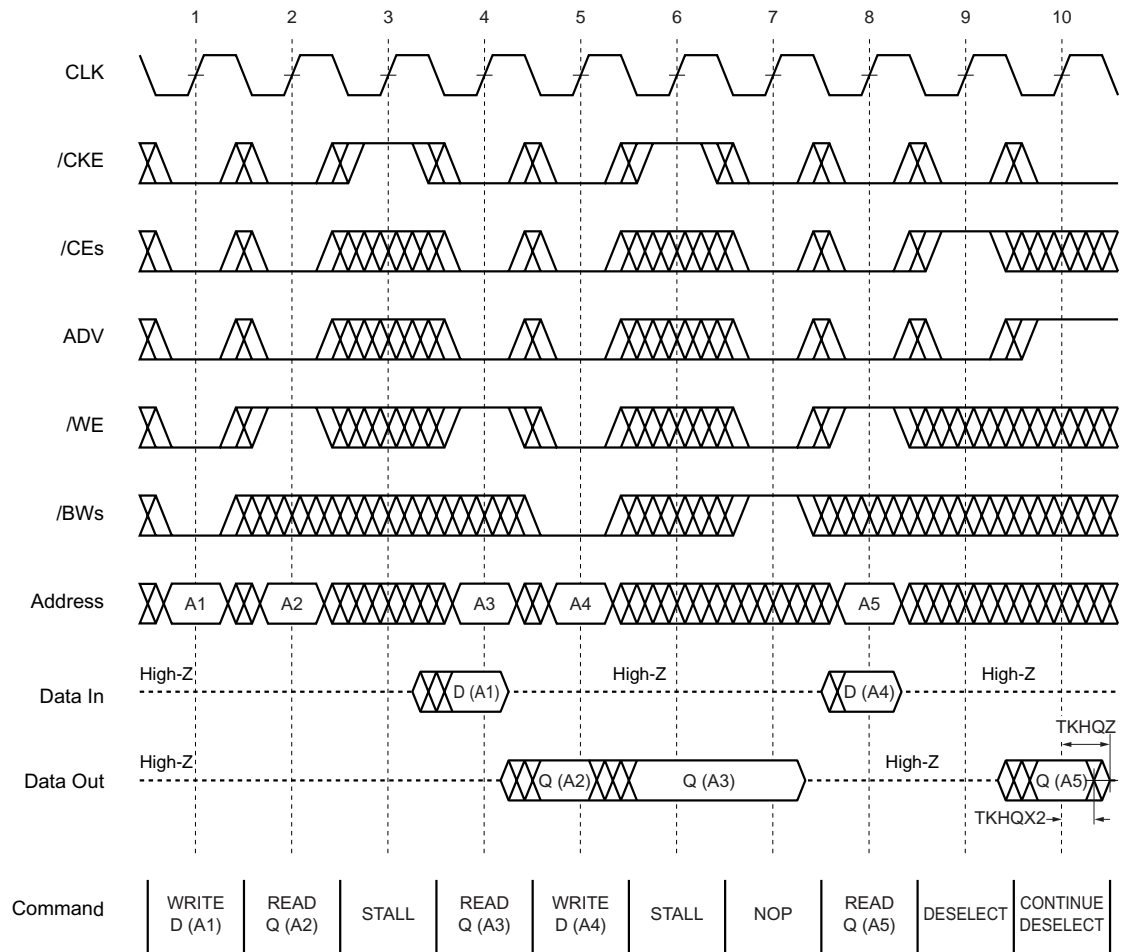 1 2 3 4 5 6 7 8 9 10
CLK
/CKE
/CEs
ADV
/WE
/BWs
Address
A1 A2 A3 A4 A5
High-Z High-Z High-Z
Data In
D (A1) D (A4)
TKHQZ
High-Z High-Z
Data Out
Q (A2) Q (A3) Q (A5)
TKHQX2
Command
WRITE
D (A1)
READ
Q (A2)
STALL
READ
Q (A3)
WRITE
D (A4)
STALL
NOP
READ
Q (A5)
DESELECT
CONTINUE
DESELECT